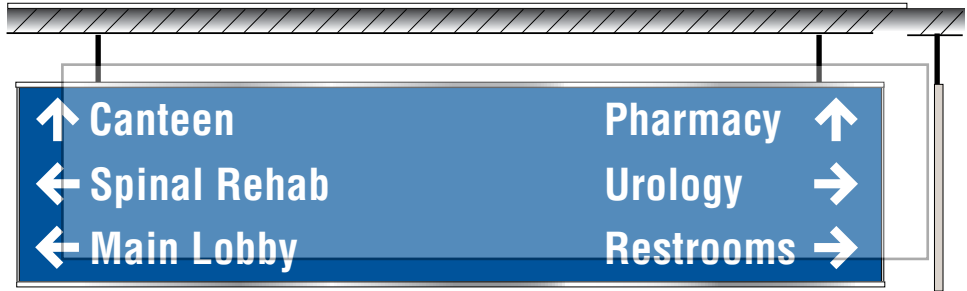 Canteen
Spinal Rehab
Main Lobby
Pharmacy
Urology
Restrooms